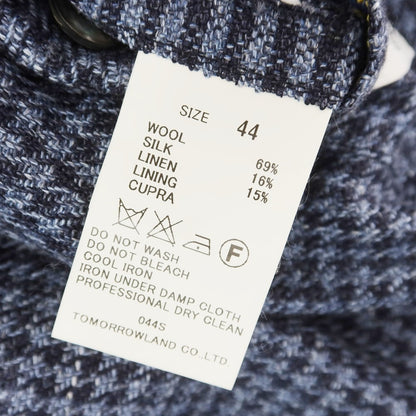 SIZE 44
WOOL 69%
SILK 16%
LINEN 15%
LINING
CUPRA
F
DO NOT WASH
DO NOT BLEACH
COOL IRON
IRON UNDER DAMP CLOTH
PROFESSIONAL DRY CLEAN
044S
TOMORROWLAND CO.,LTD